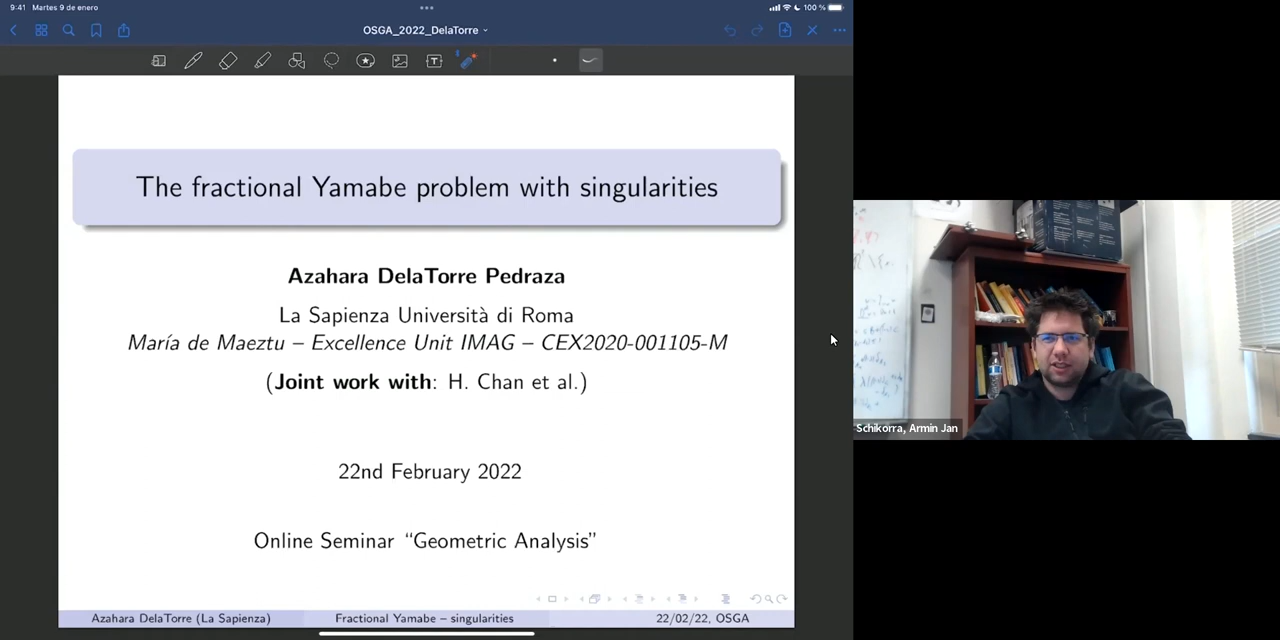 9:41 Martes 9 de enero
100 %
OSGA_2022_DelaTorre
The fractional Yamabe problem with singularities
Azahara DelaTorre Pedraza
La Sapienza Università di Roma
María de Maeztu – Excellence Unit IMAG – CEX2020-001105-M
(Joint work with: H. Chan et al.)
22nd February 2022
Online Seminar “Geometric Analysis”
Azahara DelaTorre (La Sapienza)
Fractional Yamabe – singularities
22/02/22, OSGA
Schikorra, Armin Jan